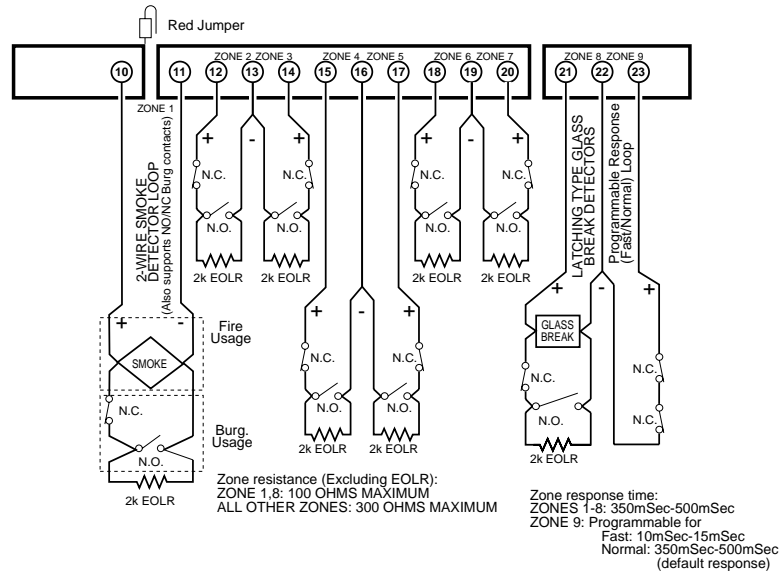 Red Jumper
ZONE 2 ZONE 3
ZONE 4 ZONE 5
ZONE 6 ZONE 7
ZONE 8 ZONE 9
10 11 12 13 14 15 16 17 18 19 20 21 22 23
ZONE 1
2-WIRE SMOKE
DETECTOR LOOP
(Also supports NO/NC Burg contacts)
+ - +
N.C. N.C.
N.O.
2k EOLR 2k EOLR
+ - +
N.C. N.C.
N.O. N.O.
2k EOLR 2k EOLR
+ - +
N.C. N.C.
N.O.
2k EOLR 2k EOLR
LATCHING TYPE GLASS
BREAK DETECTORS
Programmable Response
(Fast/Normal) Loop
+ - +
GLASS
BREAK
N.C.
N.C.
N.C.
N.O.
2k EOLR
+ -
Fire
Usage
SMOKE
N.C.
Burg.
Usage
N.O.
2k EOLR
Zone resistance (Excluding EOLR):
ZONE 1,8: 100 OHMS MAXIMUM
ALL OTHER ZONES: 300 OHMS MAXIMUM
Zone response time:
ZONES 1-8: 350mSec-500mSec
ZONE 9: Programmable for
Fast: 10mSec-15mSec
Normal: 350mSec-500mSec
(default response)